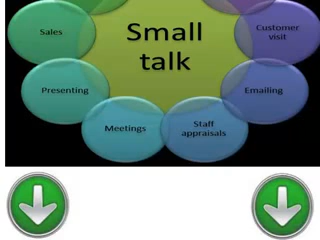 Small
talk
Sales
Customer
visit
Presenting
Emailing
Meetings
Staff
appraisals